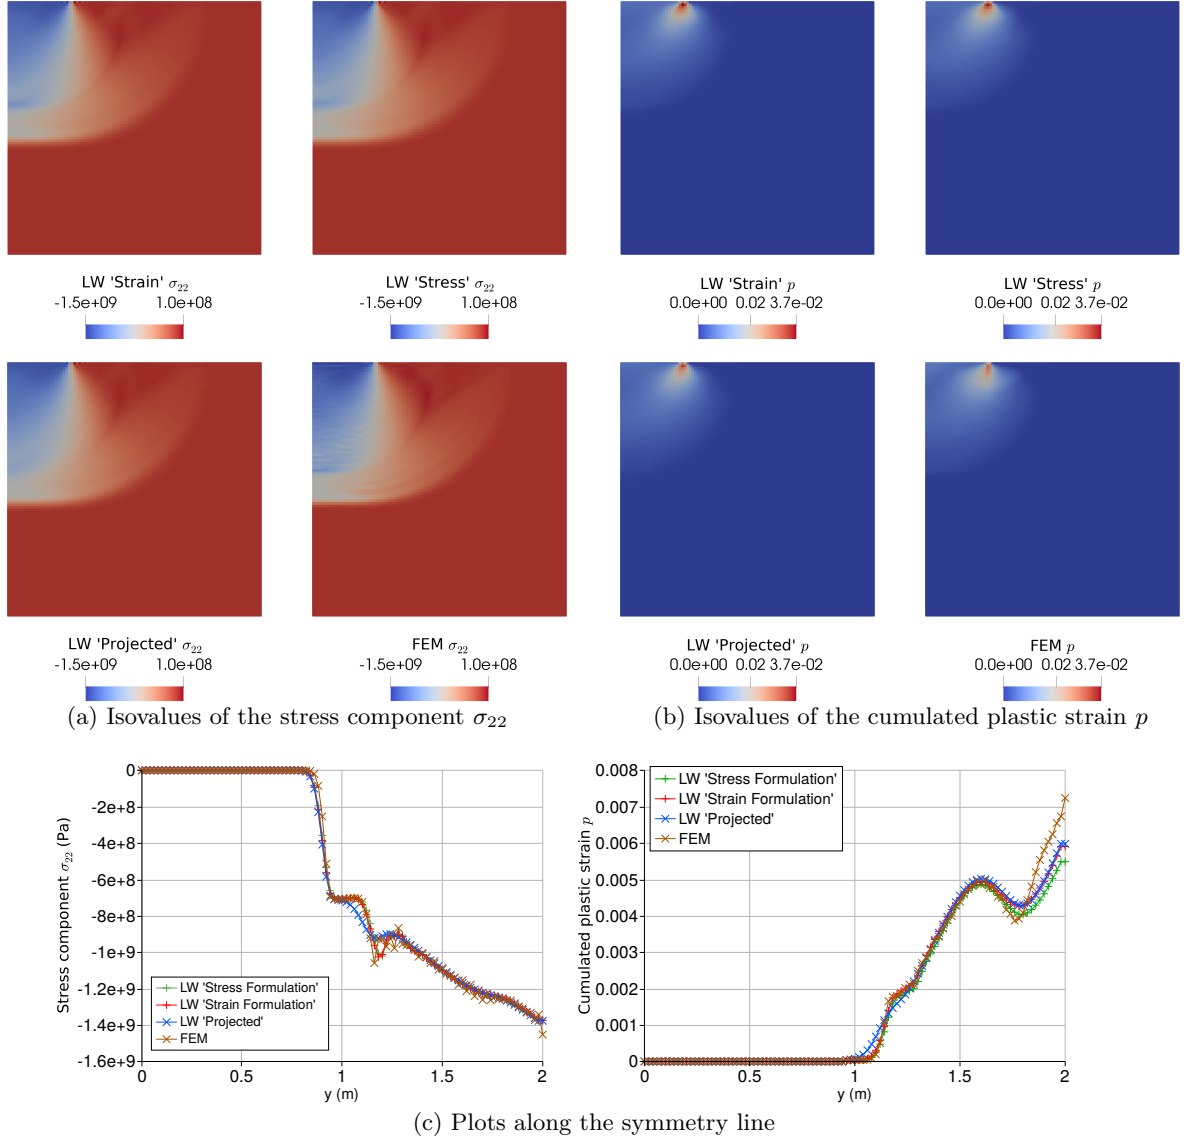 LW 'Strain' σ22
-1.5e+09 1.0e+08
LW 'Stress' σ22
-1.5e+09 1.0e+08
LW 'Strain' p
0.0e+00 0.02 3.7e-02
LW 'Stress' p
0.0e+00 0.02 3.7e-02
LW 'Projected' σ22
-1.5e+09 1.0e+08
FEM σ22
-1.5e+09 1.0e+08
LW 'Projected' p
0.0e+00 0.02 3.7e-02
FEM p
0.0e+00 0.02 3.7e-02
(a) Isovalues of the stress component σ22
(b) Isovalues of the cumulated plastic strain p
Stress component σ22 (Pa)
0
-2e+8
-4e+8
-6e+8
-8e+8
-1e+9
-1.2e+9
-1.4e+9
-1.6e+9
LW 'Stress Formulation'
LW 'Strain Formulation'
LW 'Projected'
FEM
0 0.5 1 1.5 2
y (m)
Cumulated plastic strain p
0.008
0.007
0.006
0.005
0.004
0.003
0.002
0.001
0
LW 'Stress Formulation'
LW 'Strain Formulation'
LW 'Projected'
FEM
0 0.5 1 1.5 2
y (m)
(c) Plots along the symmetry line